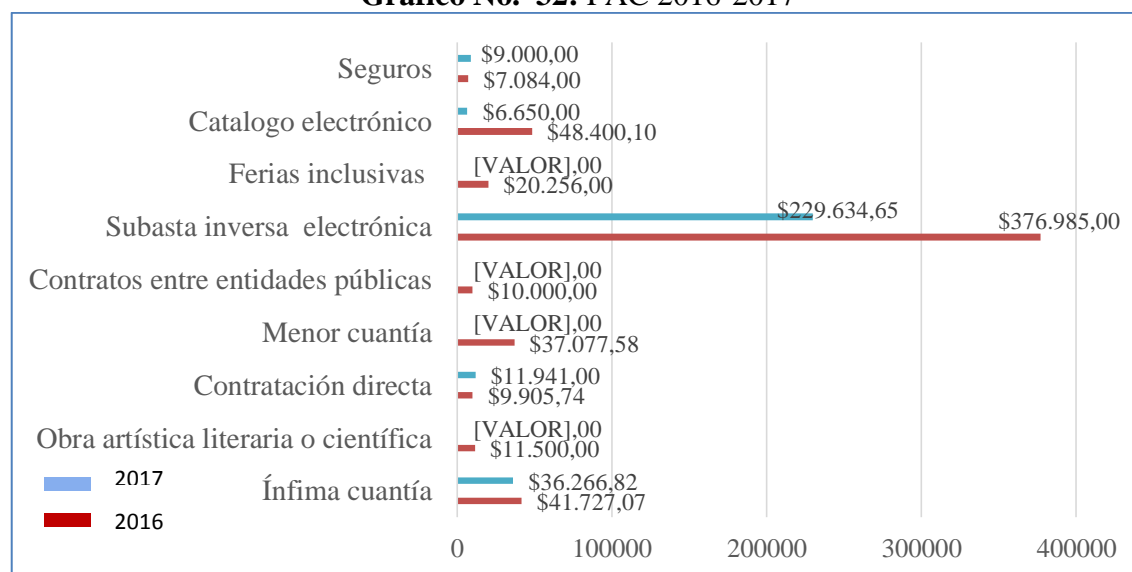 Gráfico No. 32: PAC 2016-2017
Seguros
$9.000,00
$7.084,00
Catalogo electrónico
$6.650,00
$48.400,10
Ferias inclusivas
[VALOR],00
$20.256,00
Subasta inversa electrónica
$229.634,65
$376.985,00
Contratos entre entidades públicas
[VALOR],00
$10.000,00
Menor cuantía
[VALOR],00
$37.077,58
Contratación directa
$11.941,00
$9.905,74
Obra artística literaria o científica
[VALOR],00
$11.500,00
Ínfima cuantía
$36.266,82
$41.727,07
2017
2016
0 100000 200000 300000 400000